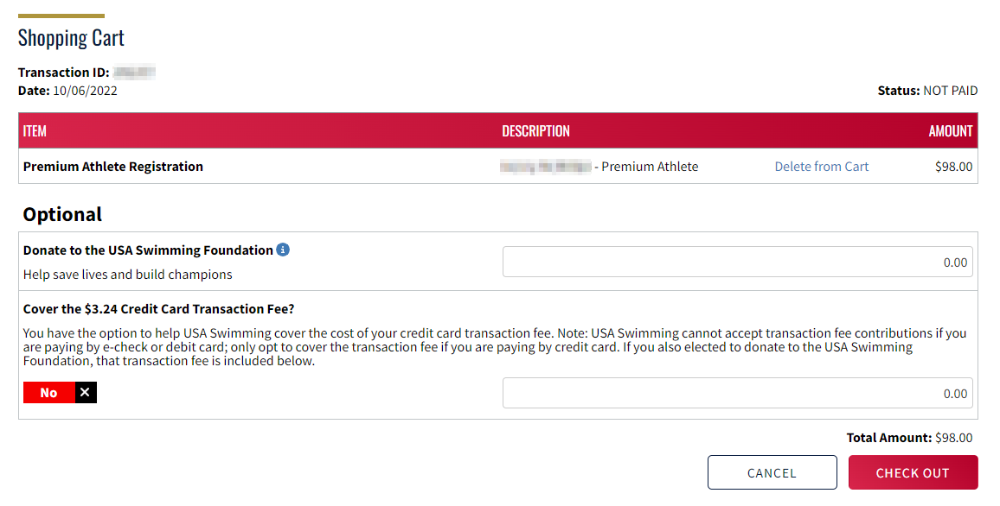 Shopping Cart
Transaction ID:
Date: 10/06/2022
Status: NOT PAID
ITEM DESCRIPTION AMOUNT
Premium Athlete Registration - Premium Athlete Delete from Cart $98.00
Optional
Donate to the USA Swimming Foundation i
Help save lives and build champions
0.00
Cover the $3.24 Credit Card Transaction Fee?
You have the option to help USA Swimming cover the cost of your credit card transaction fee. Note: USA Swimming cannot accept transaction fee contributions if you
are paying by e-check or debit card; only opt to cover the transaction fee if you are paying by credit card. If you also elected to donate to the USA Swimming
Foundation, that transaction fee is included below.
No ✕
0.00
Total Amount: $98.00
CANCEL CHECK OUT